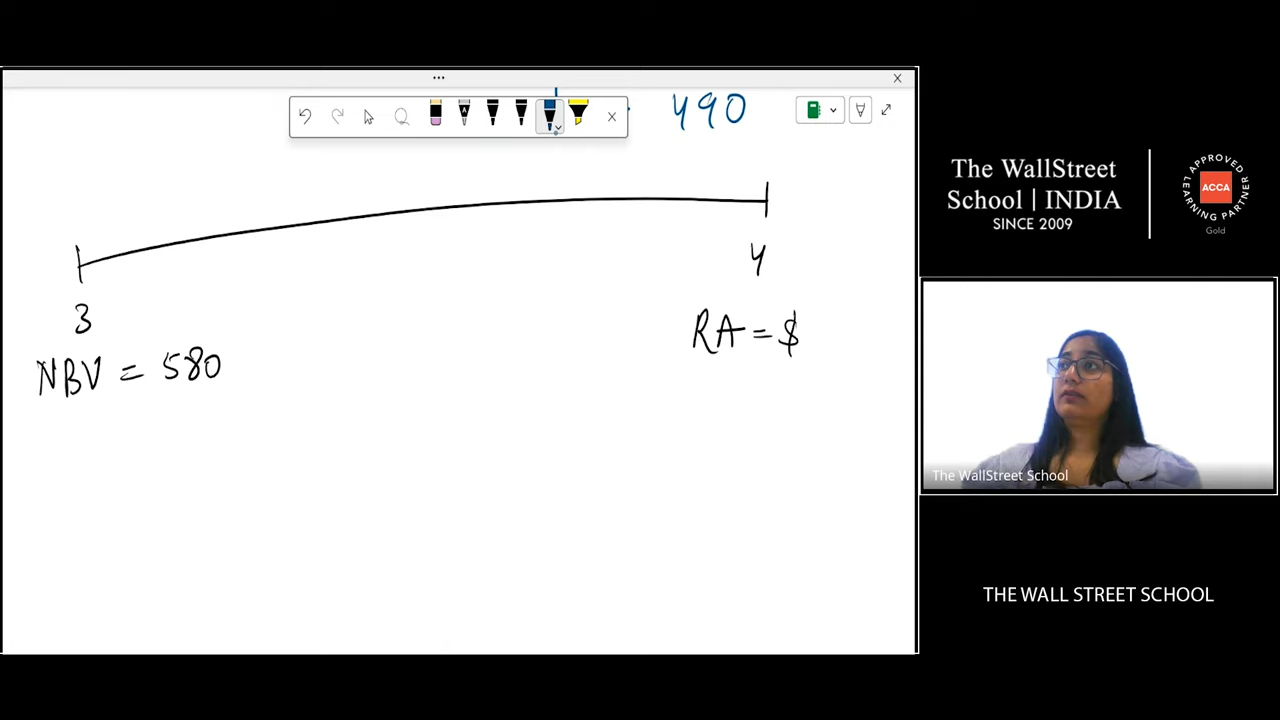 490
3
4
NBV = 580
RA = $
The WallStreet
School | INDIA
SINCE 2009
APPROVED
LEARNING PARTNER
ACCA
Gold
The WallStreet School
THE WALL STREET SCHOOL